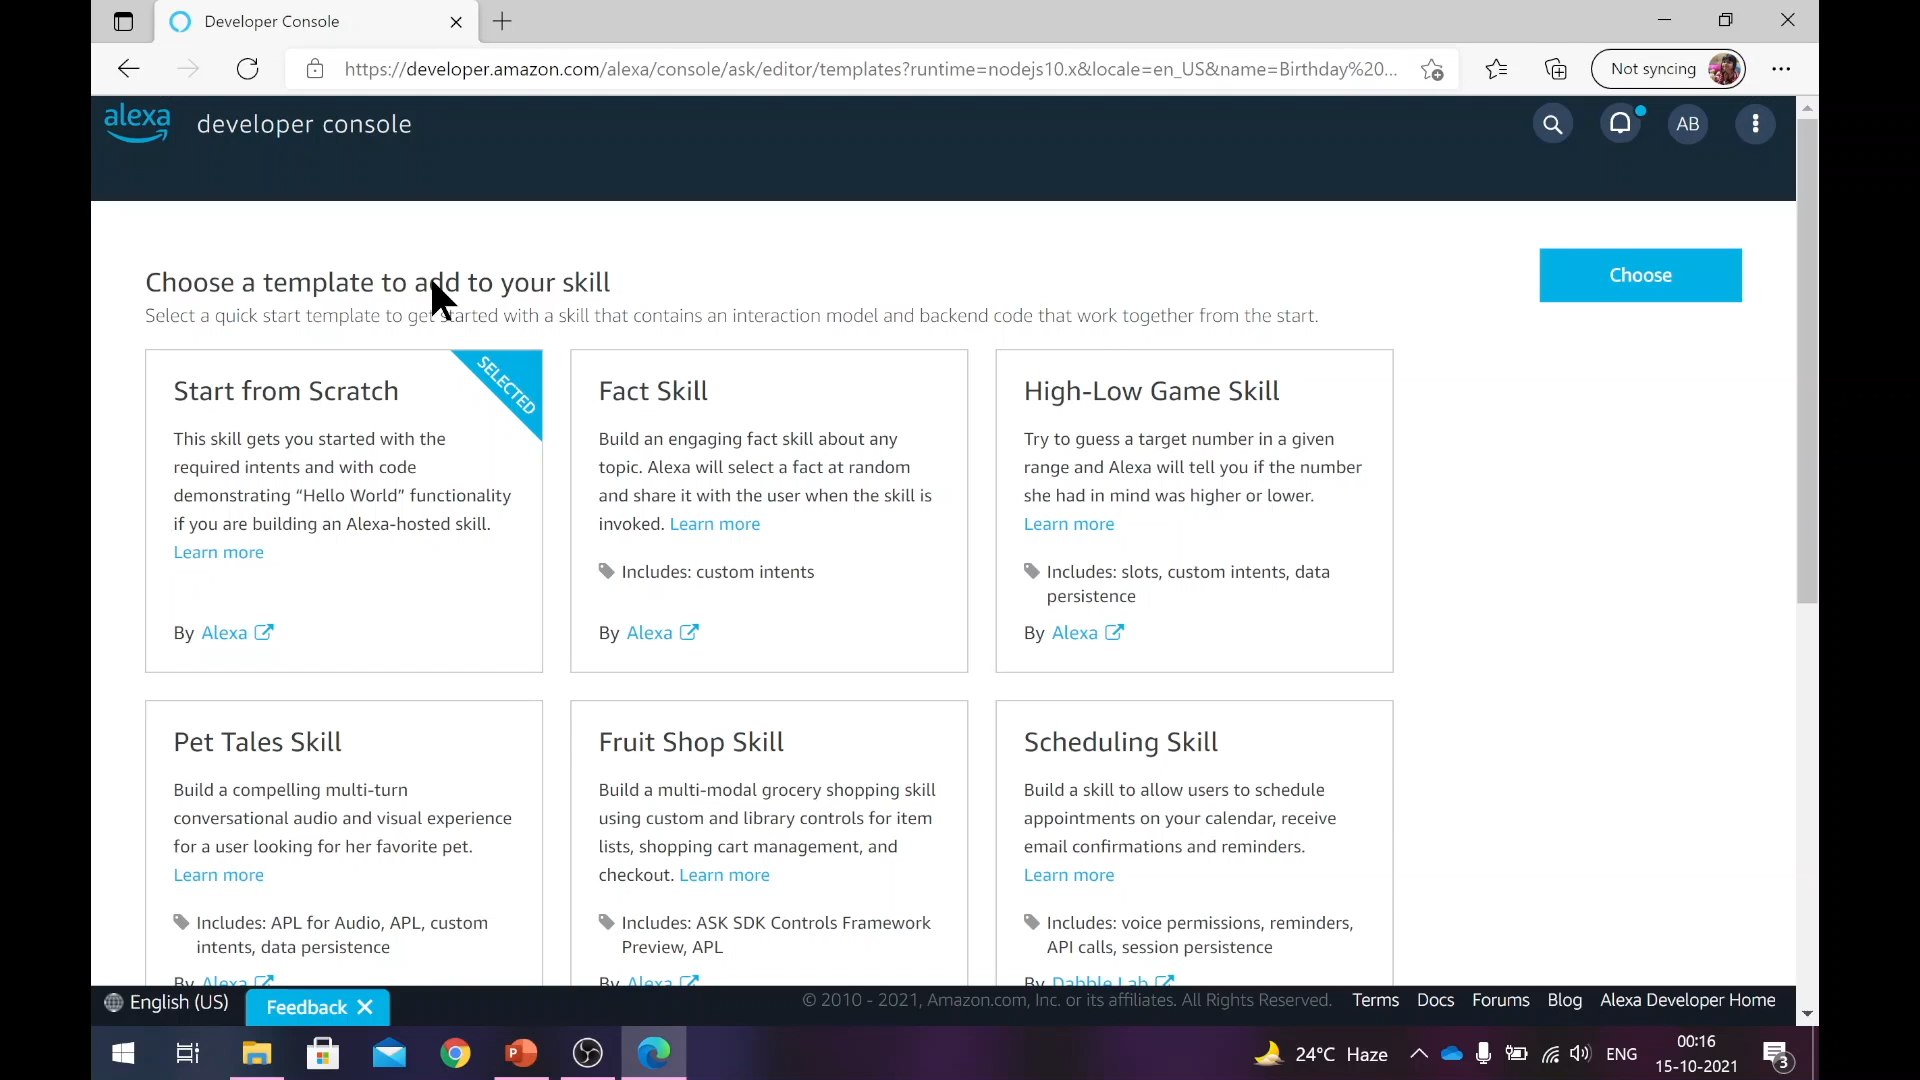 Developer Console
https://developer.amazon.com/alexa/console/ask/editor/templates?runtime=nodejs10.x&locale=en_US&name=Birthday%20...
Not syncing
alexa developer console
AB
Choose a template to add to your skill
Choose
Select a quick start template to get started with a skill that contains an interaction model and backend code that work together from the start.
Start from Scratch
SELECTED
This skill gets you started with the
required intents and with code
demonstrating “Hello World” functionality
if you are building an Alexa-hosted skill.
Learn more
By Alexa
Fact Skill
Build an engaging fact skill about any
topic. Alexa will select a fact at random
and share it with the user when the skill is
invoked. Learn more
Includes: custom intents
By Alexa
High-Low Game Skill
Try to guess a target number in a given
range and Alexa will tell you if the number
she had in mind was higher or lower.
Learn more
Includes: slots, custom intents, data
persistence
By Alexa
Pet Tales Skill
Build a compelling multi-turn
conversational audio and visual experience
for a user looking for her favorite pet.
Learn more
Includes: APL for Audio, APL, custom
intents, data persistence
By Alexa
Fruit Shop Skill
Build a multi-modal grocery shopping skill
using custom and library controls for item
lists, shopping cart management, and
checkout. Learn more
Includes: ASK SDK Controls Framework
Preview, APL
By Alexa
Scheduling Skill
Build a skill to allow users to schedule
appointments on your calendar, receive
email confirmations and reminders.
Learn more
Includes: voice permissions, reminders,
API calls, session persistence
By Dabble Lab
English (US)
Feedback
© 2010 - 2021, Amazon.com, Inc. or its affiliates. All Rights Reserved. Terms Docs Forums Blog Alexa Developer Home
24°C Haze
ENG
00:16
15-10-2021
3